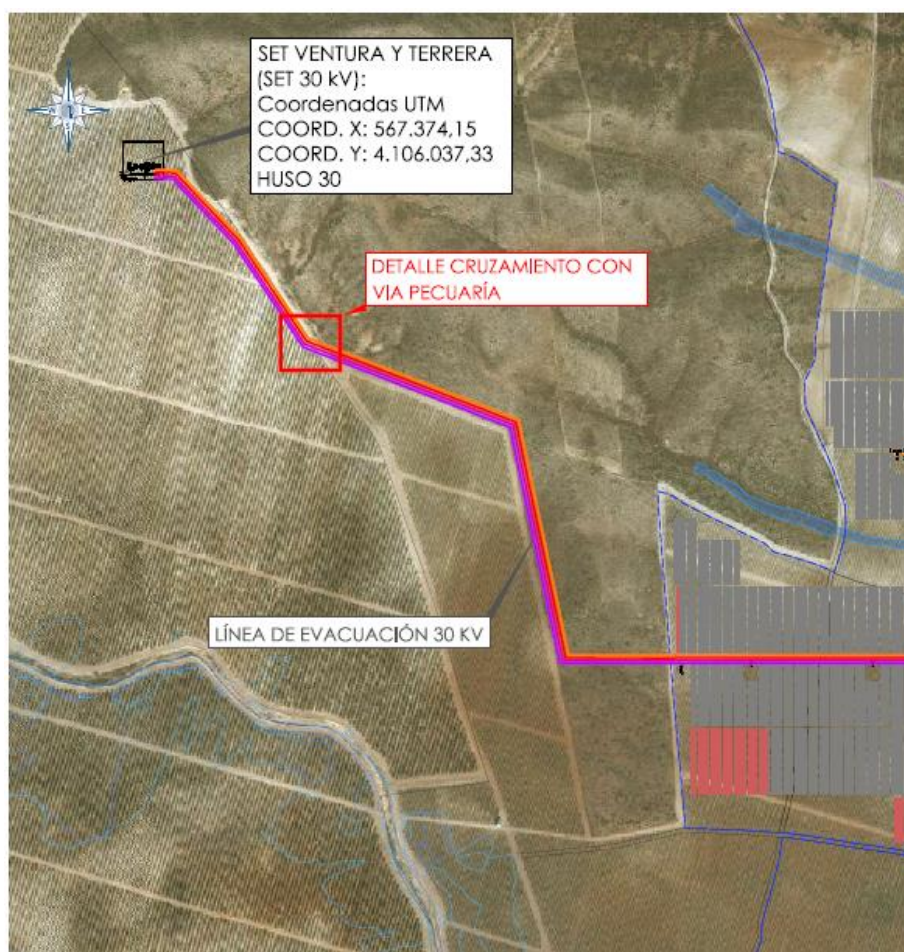 SET VENTURA Y TERRERA
(SET 30 kV):
Coordenadas UTM
COORD. X: 567.374,15
COORD. Y: 4.106.037,33
HUSO 30
DETALLE CRUZAMIENTO CON
VIA PECUARÍA
LÍNEA DE EVACUACIÓN 30 KV